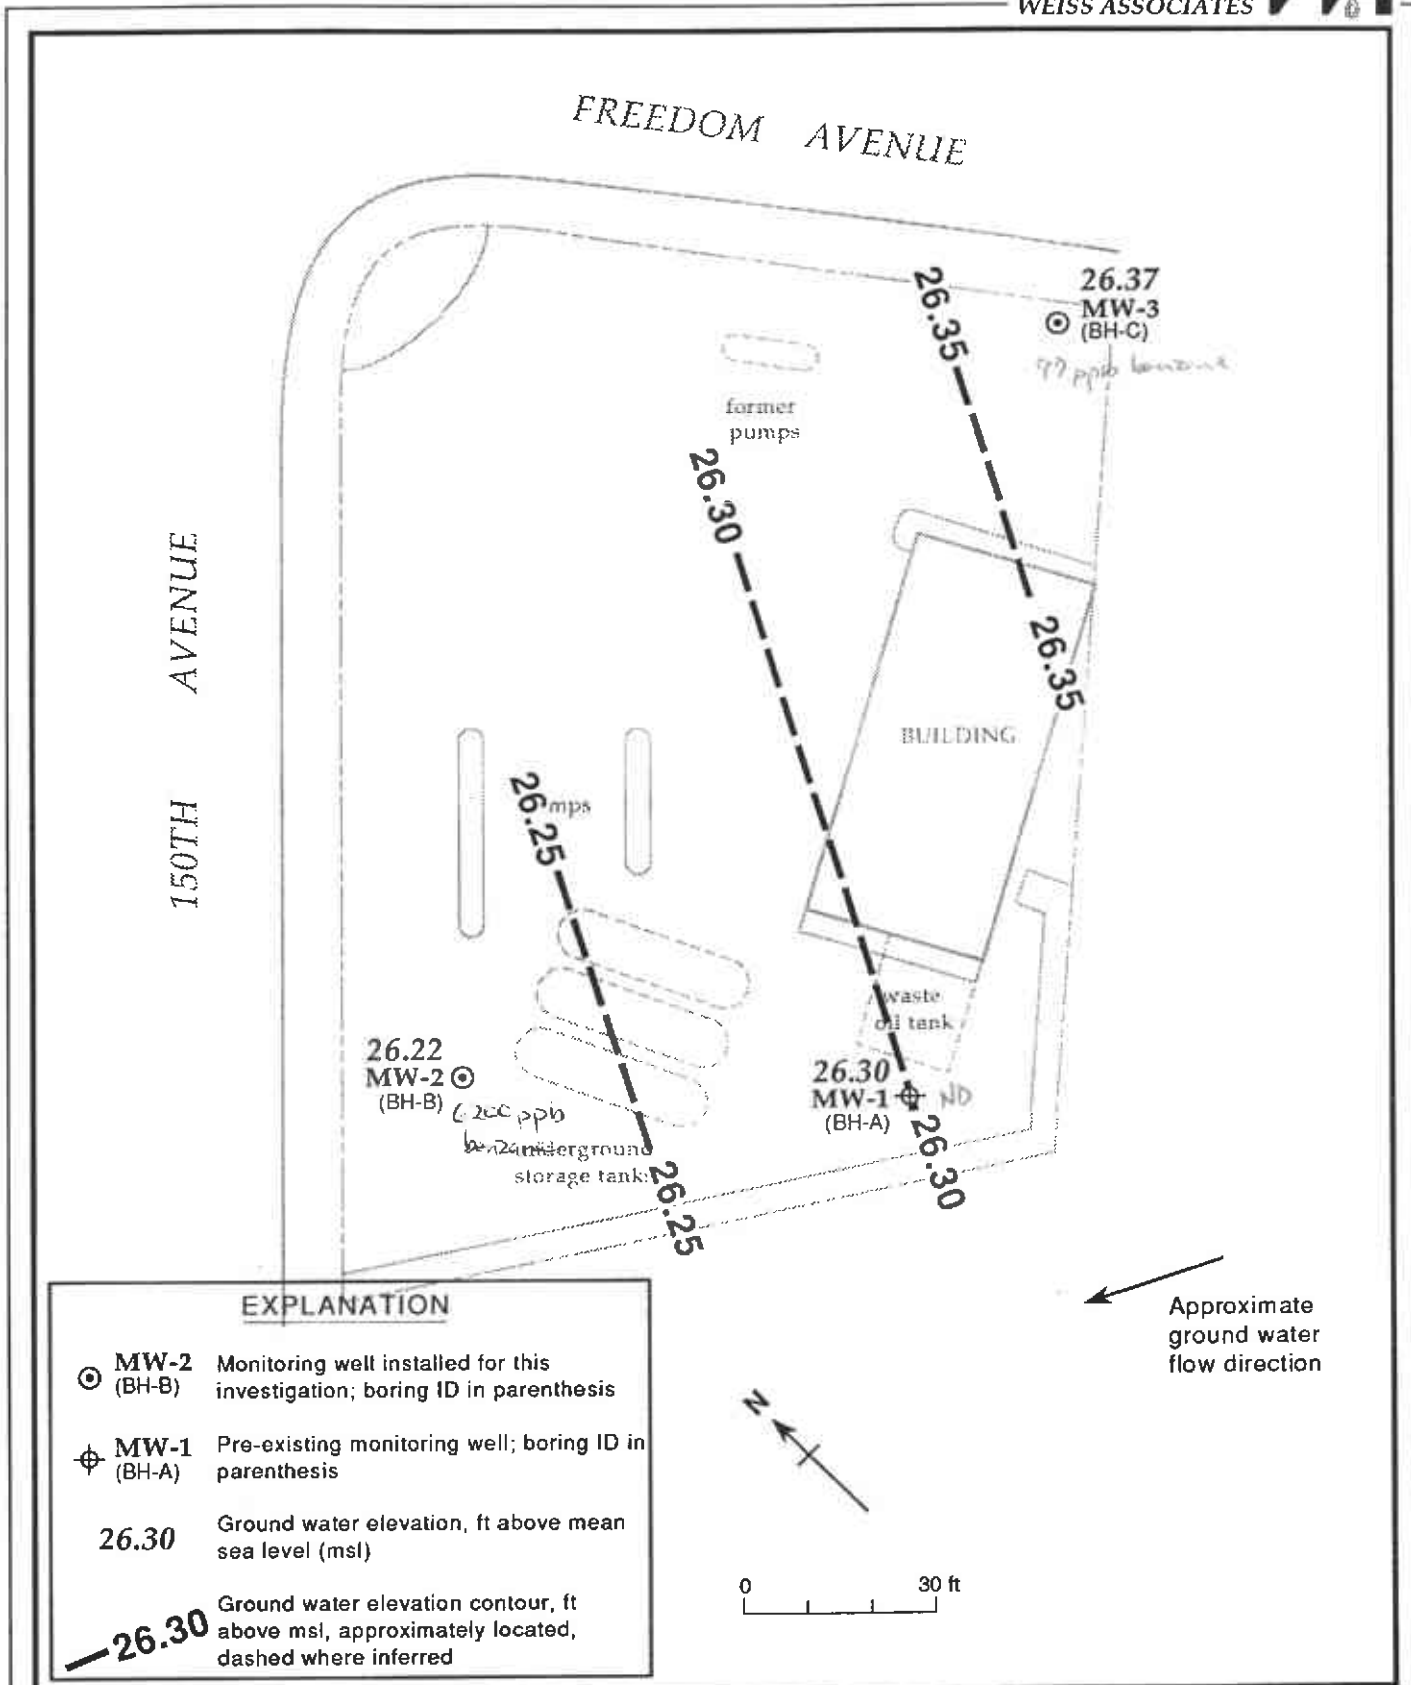 WEISS ASSOCIATES
FREEDOM AVENUE
26.37
MW-3
(BH-C)
ppb benzene
26.35
former
pumps
26.30
150TH AVENUE
26.35
BUILDING
26.25
mps
waste
oil tank
26.22
MW-2
(BH-B)
ppb
26.30
MW-1
(BH-A)
ND
underground
storage tanks
26.25
26.30
EXPLANATION
MW-2
(BH-B)
Monitoring well installed for this
investigation; boring ID in parenthesis
MW-1
(BH-A)
Pre-existing monitoring well; boring ID in
parenthesis
26.30
Ground water elevation, ft above mean
sea level (msl)
26.30
Ground water elevation contour, ft
above msl, approximately located,
dashed where inferred
Approximate
ground water
flow direction
N
0 30 ft